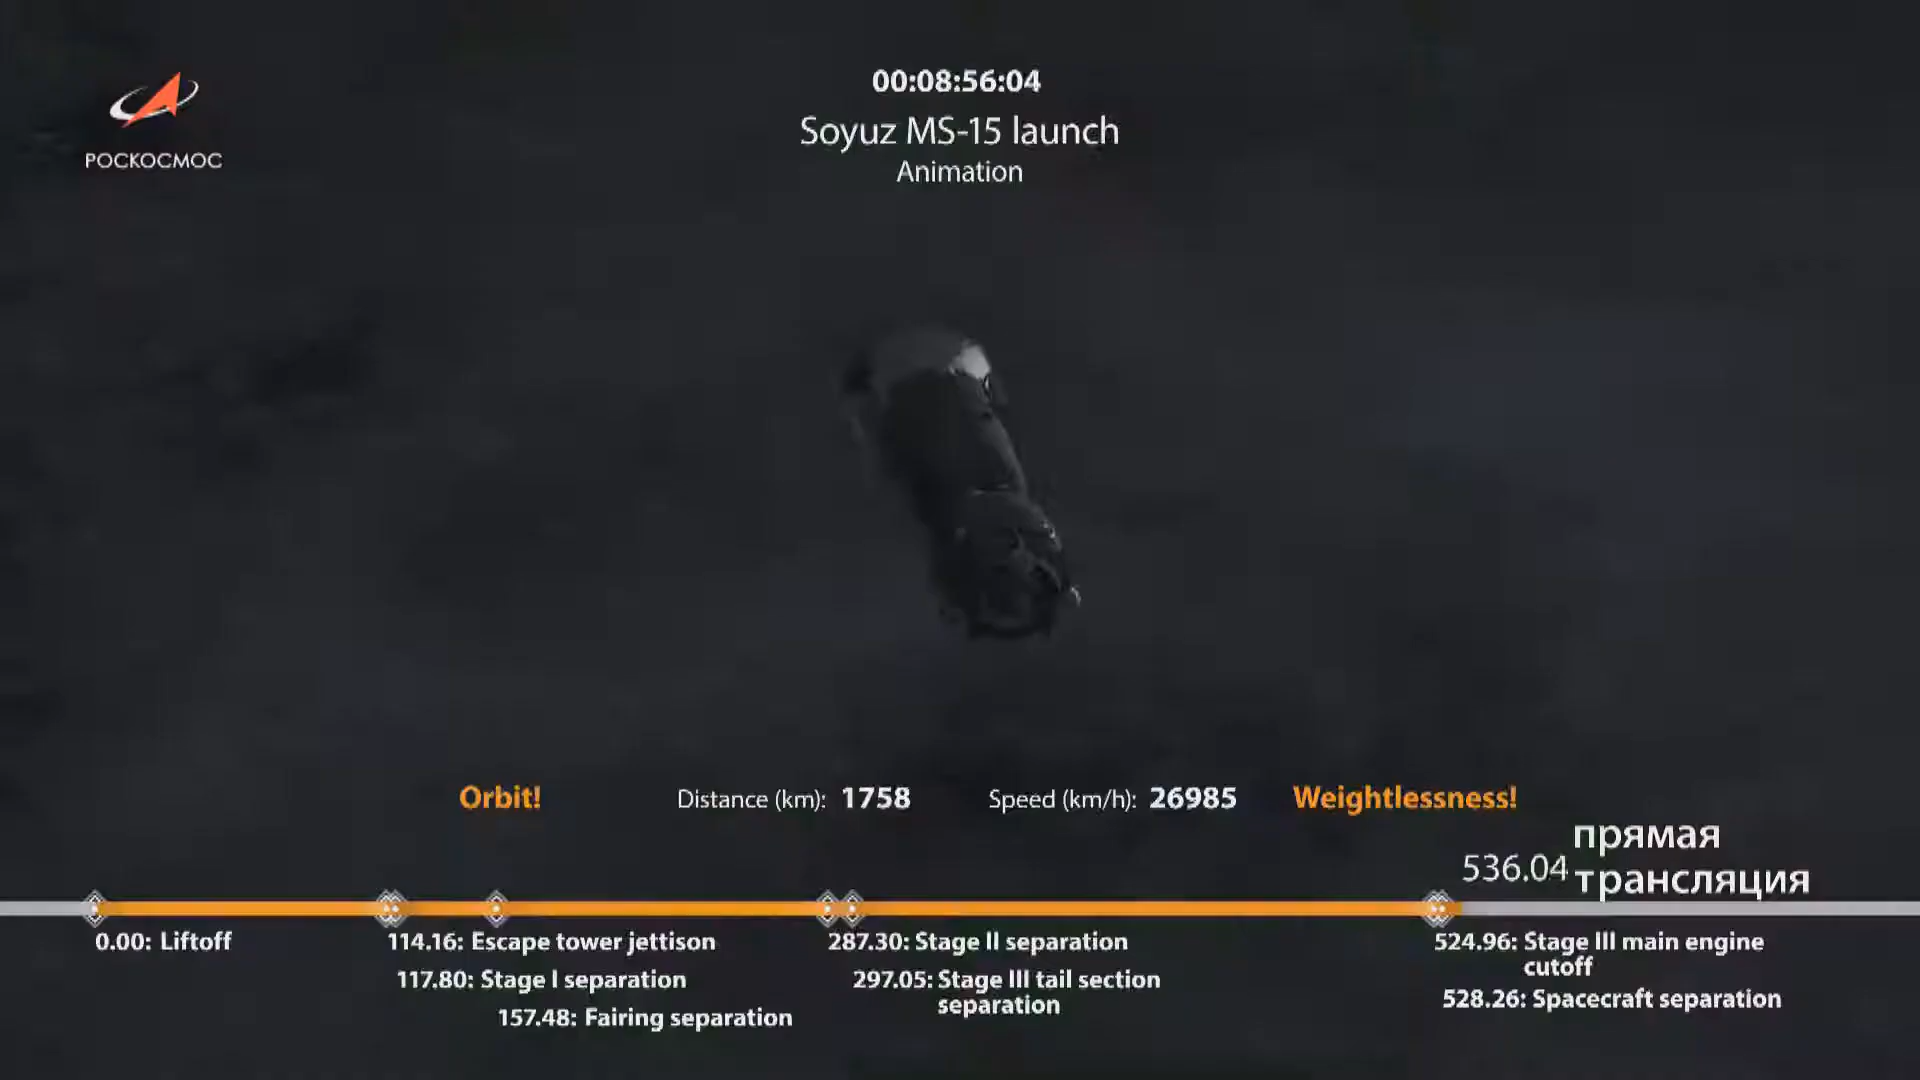 00:08:56:04
Soyuz MS-15 launch
Animation
РОСКОСМОС
Orbit!
Distance (km): 1758
Speed (km/h): 26985
Weightlessness!
прямая
трансляция
536.04
0.00: Liftoff
114.16: Escape tower jettison
117.80: Stage I separation
157.48: Fairing separation
287.30: Stage II separation
297.05: Stage III tail section
separation
524.96: Stage III main engine
cutoff
528.26: Spacecraft separation